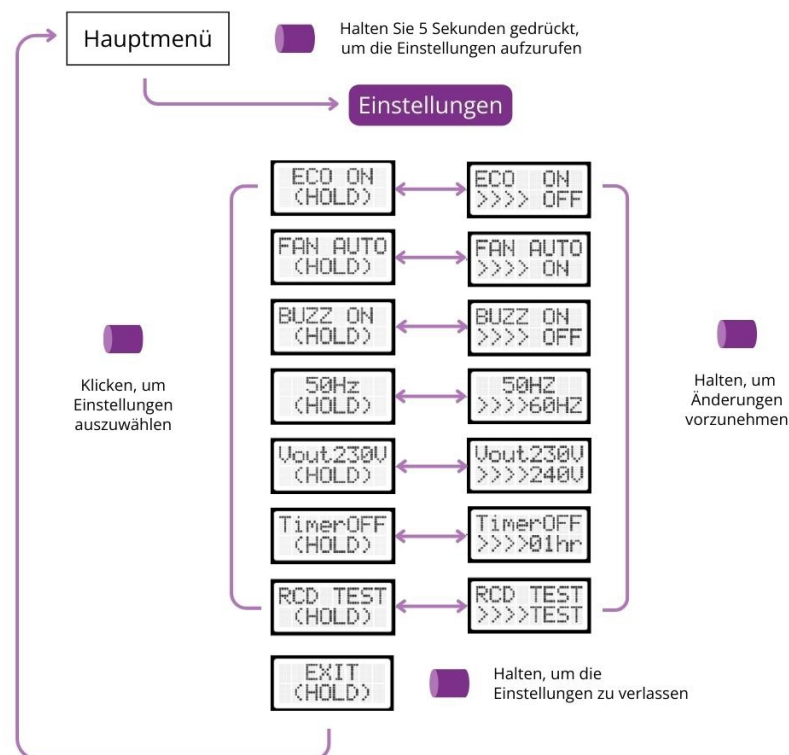 Hauptmenü
Halten Sie 5 Sekunden gedrückt,
um die Einstellungen aufzurufen
Einstellungen
ECO ON
(HOLD)
ECO ON
>>>> OFF
FAN AUTO
(HOLD)
FAN AUTO
>>>> ON
BUZZ ON
(HOLD)
BUZZ ON
>>>> OFF
Klicken, um
Einstellungen
auszuwählen
50Hz
(HOLD)
50HZ
>>>>60HZ
Halten, um
Änderungen
vorzunehmen
Vout230V
(HOLD)
Vout230V
>>>>240V
TimerOFF
(HOLD)
TimerOFF
>>>>01hr
RCD TEST
(HOLD)
RCD TEST
>>>>TEST
EXIT
(HOLD)
Halten, um die
Einstellungen zu verlassen